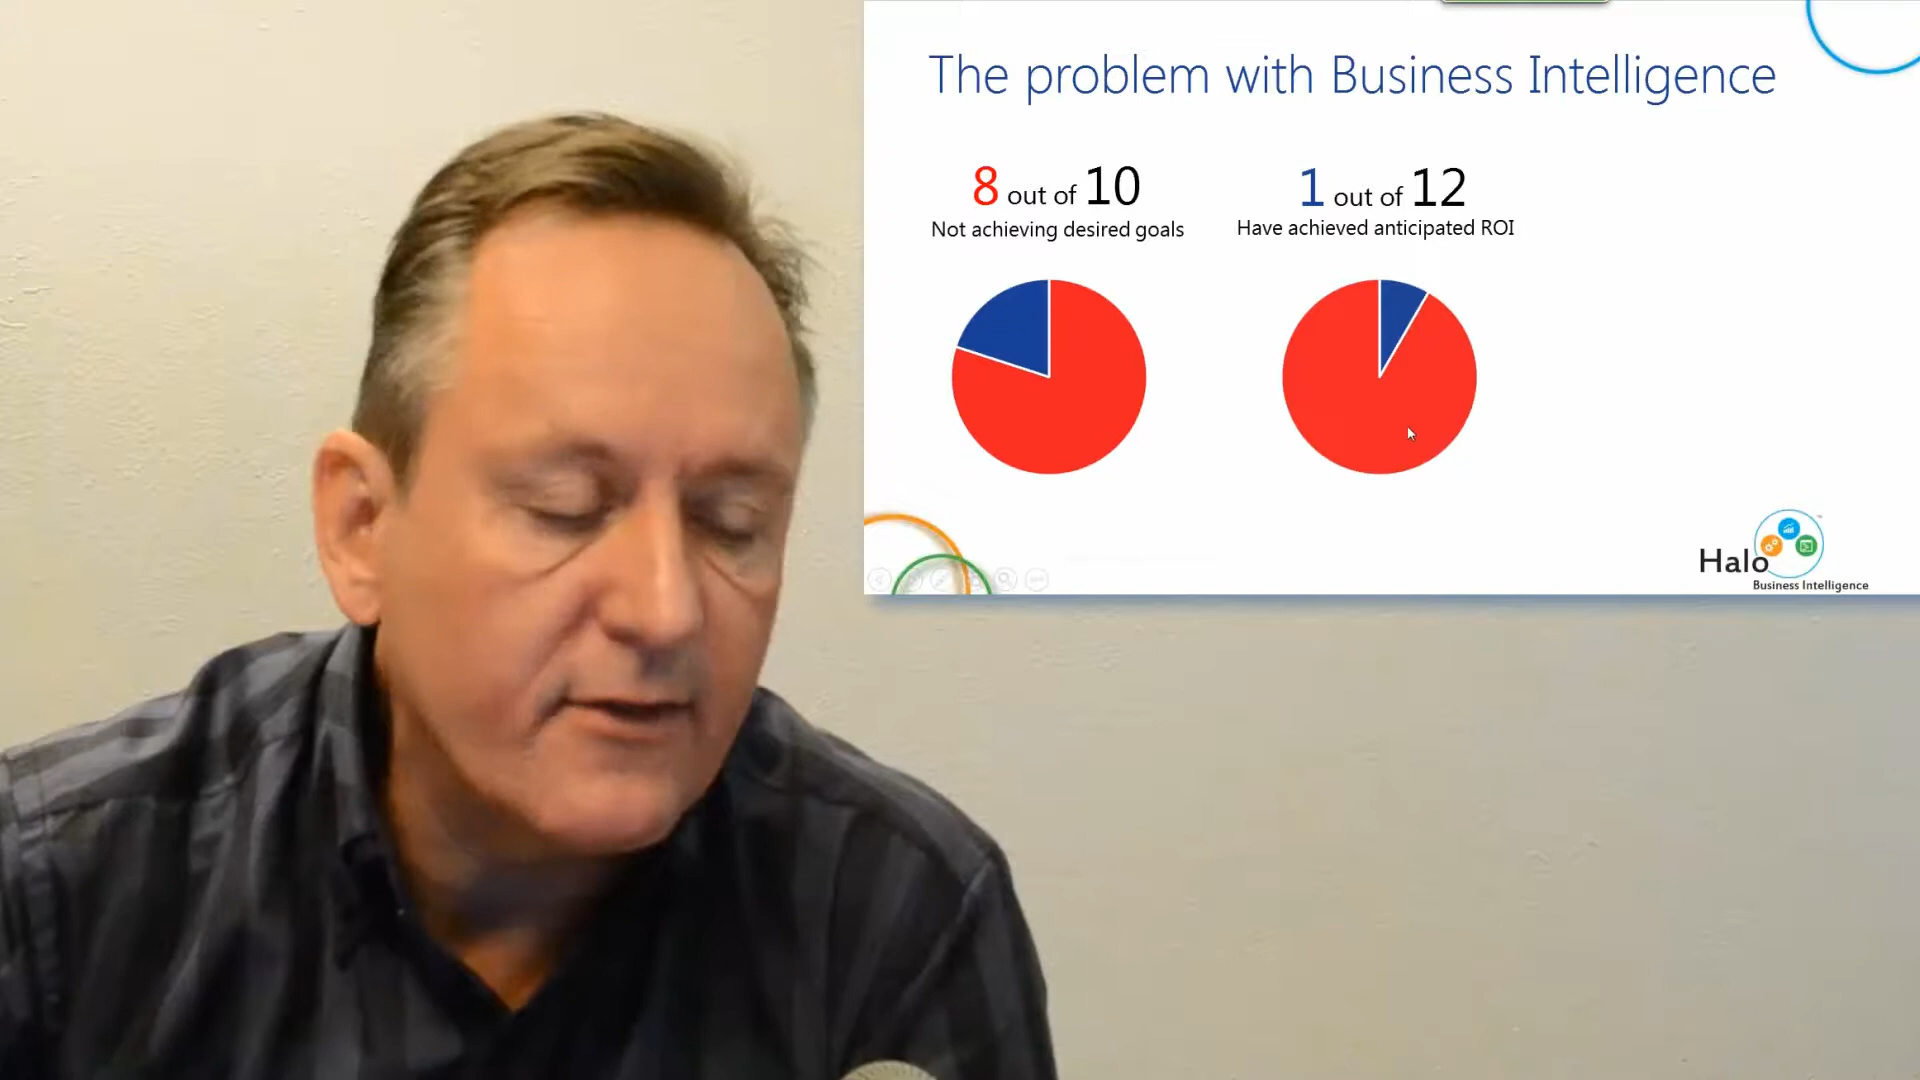 The problem with Business Intelligence
8 out of 10
Not achieving desired goals
1 out of 12
Have achieved anticipated ROI
Halo
Business Intelligence